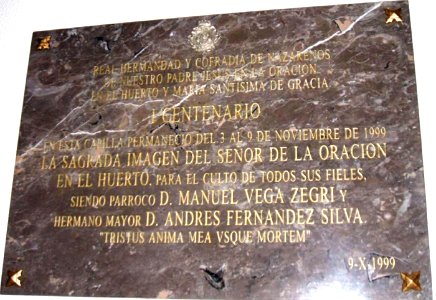 REAL HERMANDAD Y COFRADIA DE NAZARENOS
DE NUESTRO PADRE JESUS EN LA ORACION
EN EL HUERTO Y MARIA SANTISIMA DE GRACIA
I CENTENARIO
EN ESTA CAPILLA PERMANECIO DEL 3 AL 9 DE NOVIEMBRE DE 1999
LA SAGRADA IMAGEN DEL SEÑOR DE LA ORACION
EN EL HUERTO, PARA EL CULTO DE TODOS SUS FIELES,
SIENDO PARROCO D. MANUEL VEGA ZEGRI Y
HERMANO MAYOR D. ANDRES FERNANDEZ SILVA.
"TRISTUS ANIMA MEA VSQUE MORTEM"
9-X-1999